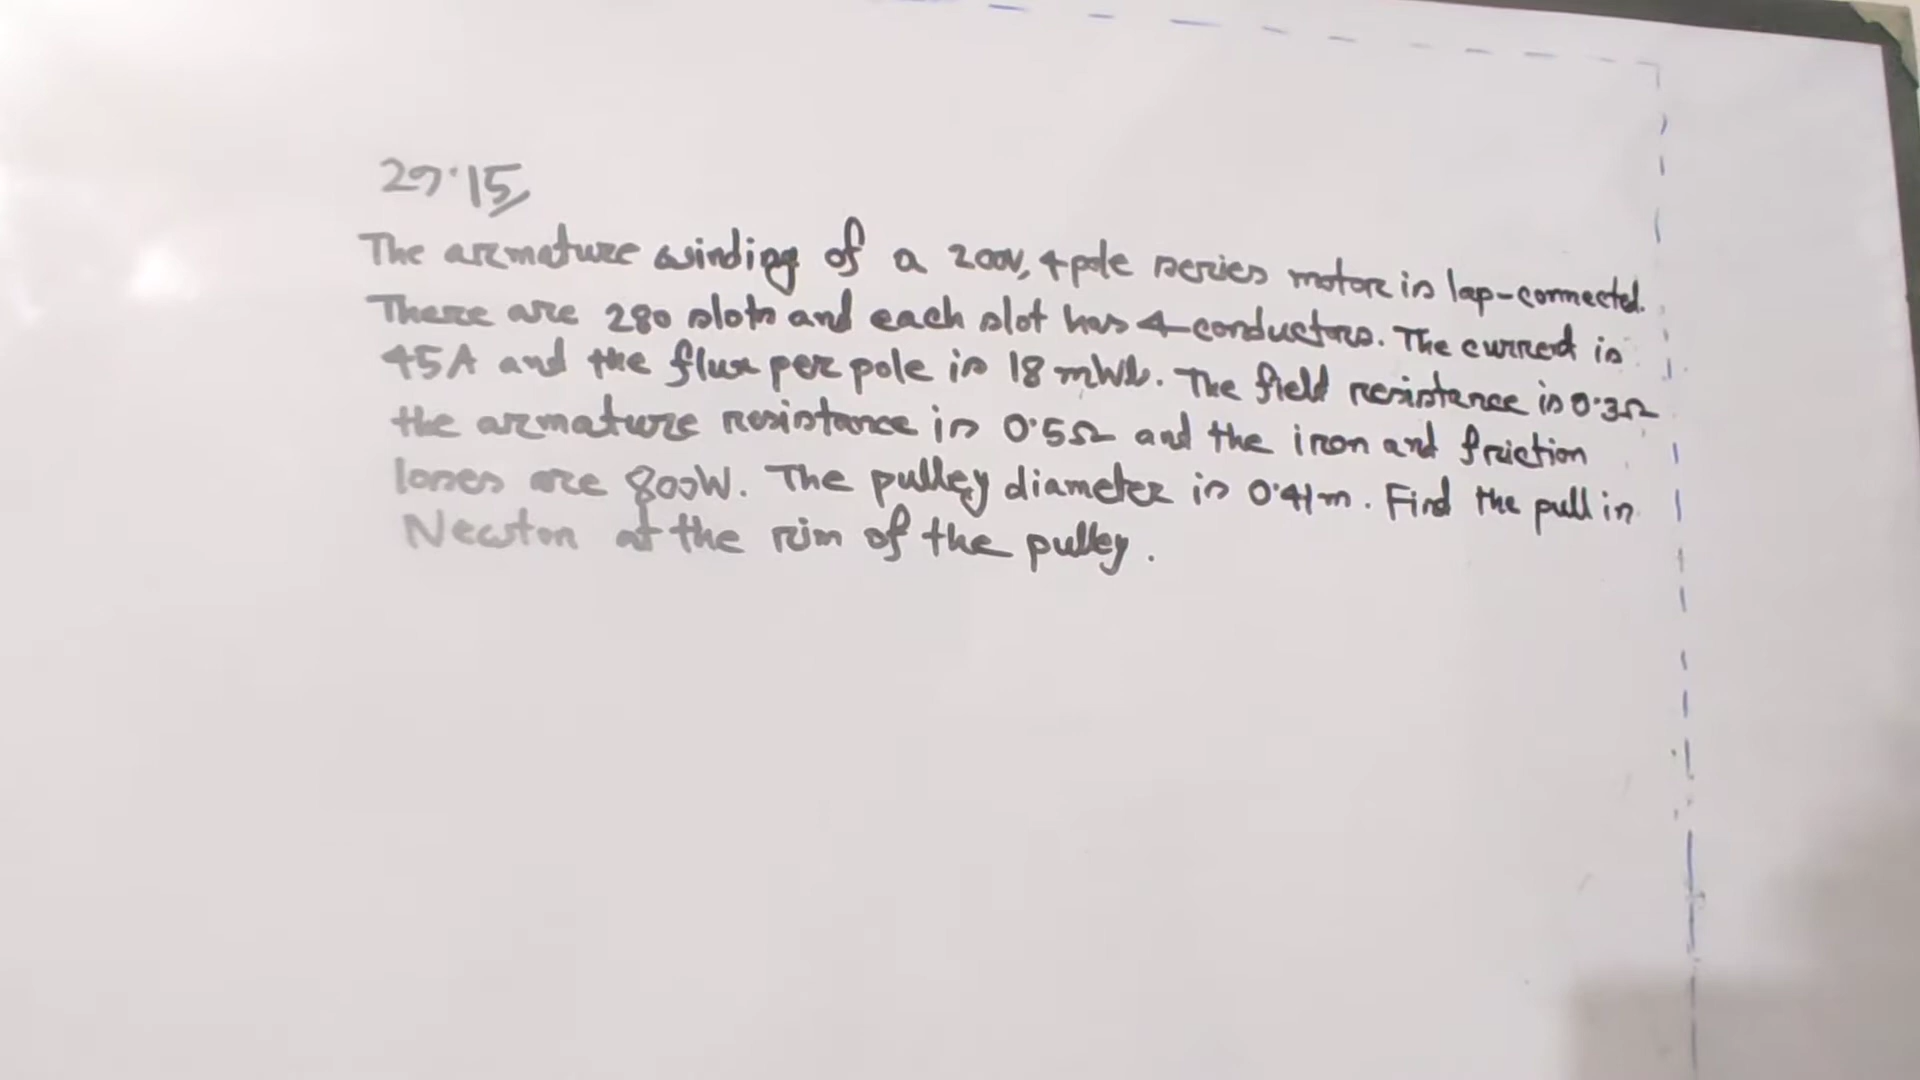 29.15
The armature winding of a 200V, 4 pole series motor is lap-connected.
There are 280 slots and each slot has 4 conductors. The current is
45A and the flux per pole is 18 mWb. The field resistance is 0.3Ω
the armature resistance is 0.5Ω and the iron and friction
losses are 800W. The pulley diameter is 0.41m. Find the pull in
Newton at the rim of the pulley.